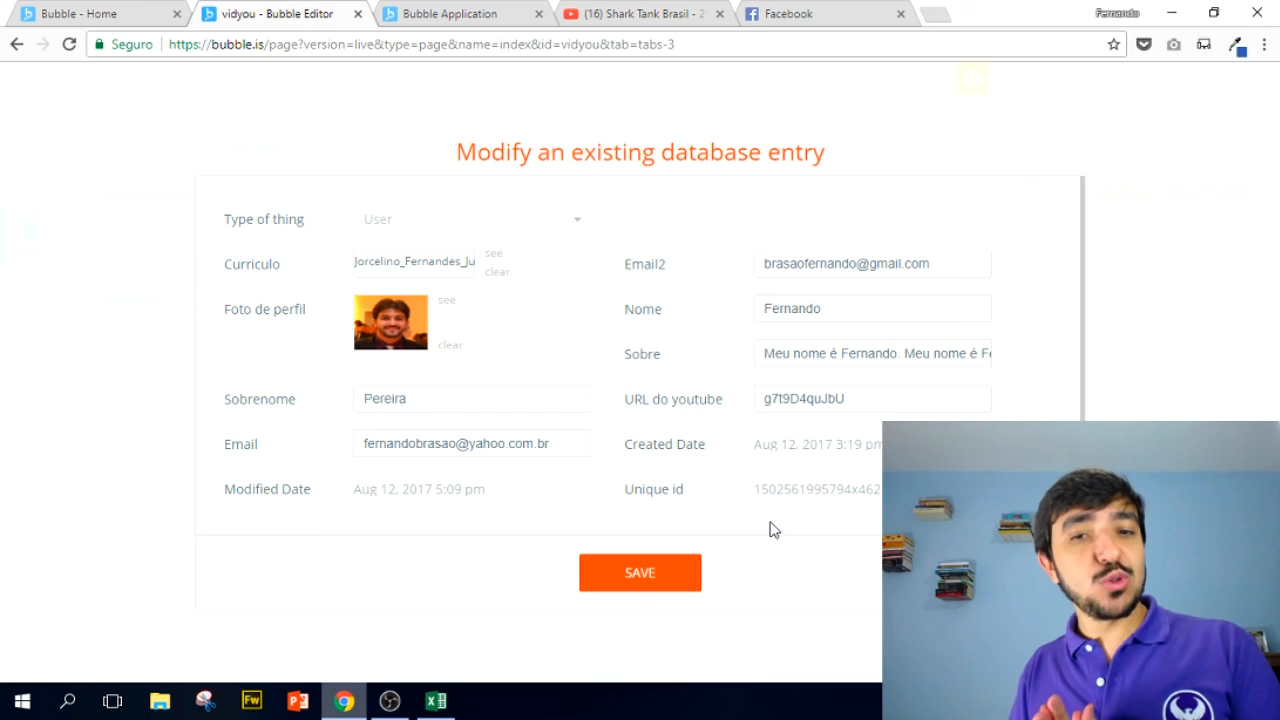 Bubble - Home
vidyou - Bubble Editor
Bubble Application
(16) Shark Tank Brasil - 2
Facebook
Fernando
Seguro
https://bubble.is/page?version=live&type=page&name=index&id=vidyou&tab=tabs-3
Modify an existing database entry
Type of thing User
Curriculo Jorcelino_Fernandes_Ju see clear
Email2 brasaofernando@gmail.com
Foto de perfil see clear
Nome Fernando
Sobre Meu nome é Fernando. Meu nome é Fe
Sobrenome Pereira
URL do youtube g7t9D4quJbU
Email fernandobrasao@yahoo.com.br
Created Date Aug 12, 2017 3:19 pm
Modified Date Aug 12, 2017 5:09 pm
Unique id 1502561995794x462
SAVE
Fw